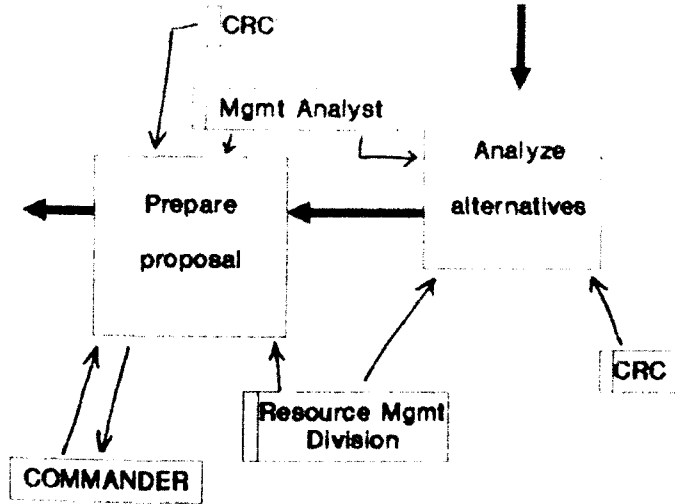 CRC
Mgmt Analyst
Analyze
alternatives
Prepare
proposal
CRC
Resource Mgmt
Division
COMMANDER